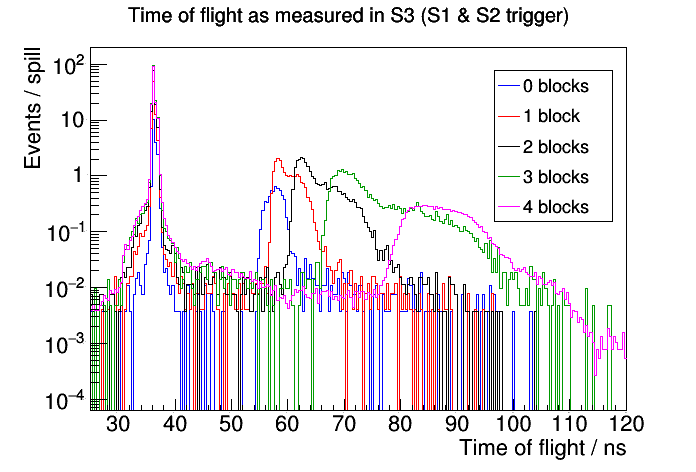 Time of flight as measured in S3 (S1 & S2 trigger)
Events / spill
10²
10
1
10⁻¹
10⁻²
10⁻³
10⁻⁴
0 blocks
1 block
2 blocks
3 blocks
4 blocks
30 40 50 60 70 80 90 100 110 120
Time of flight / ns